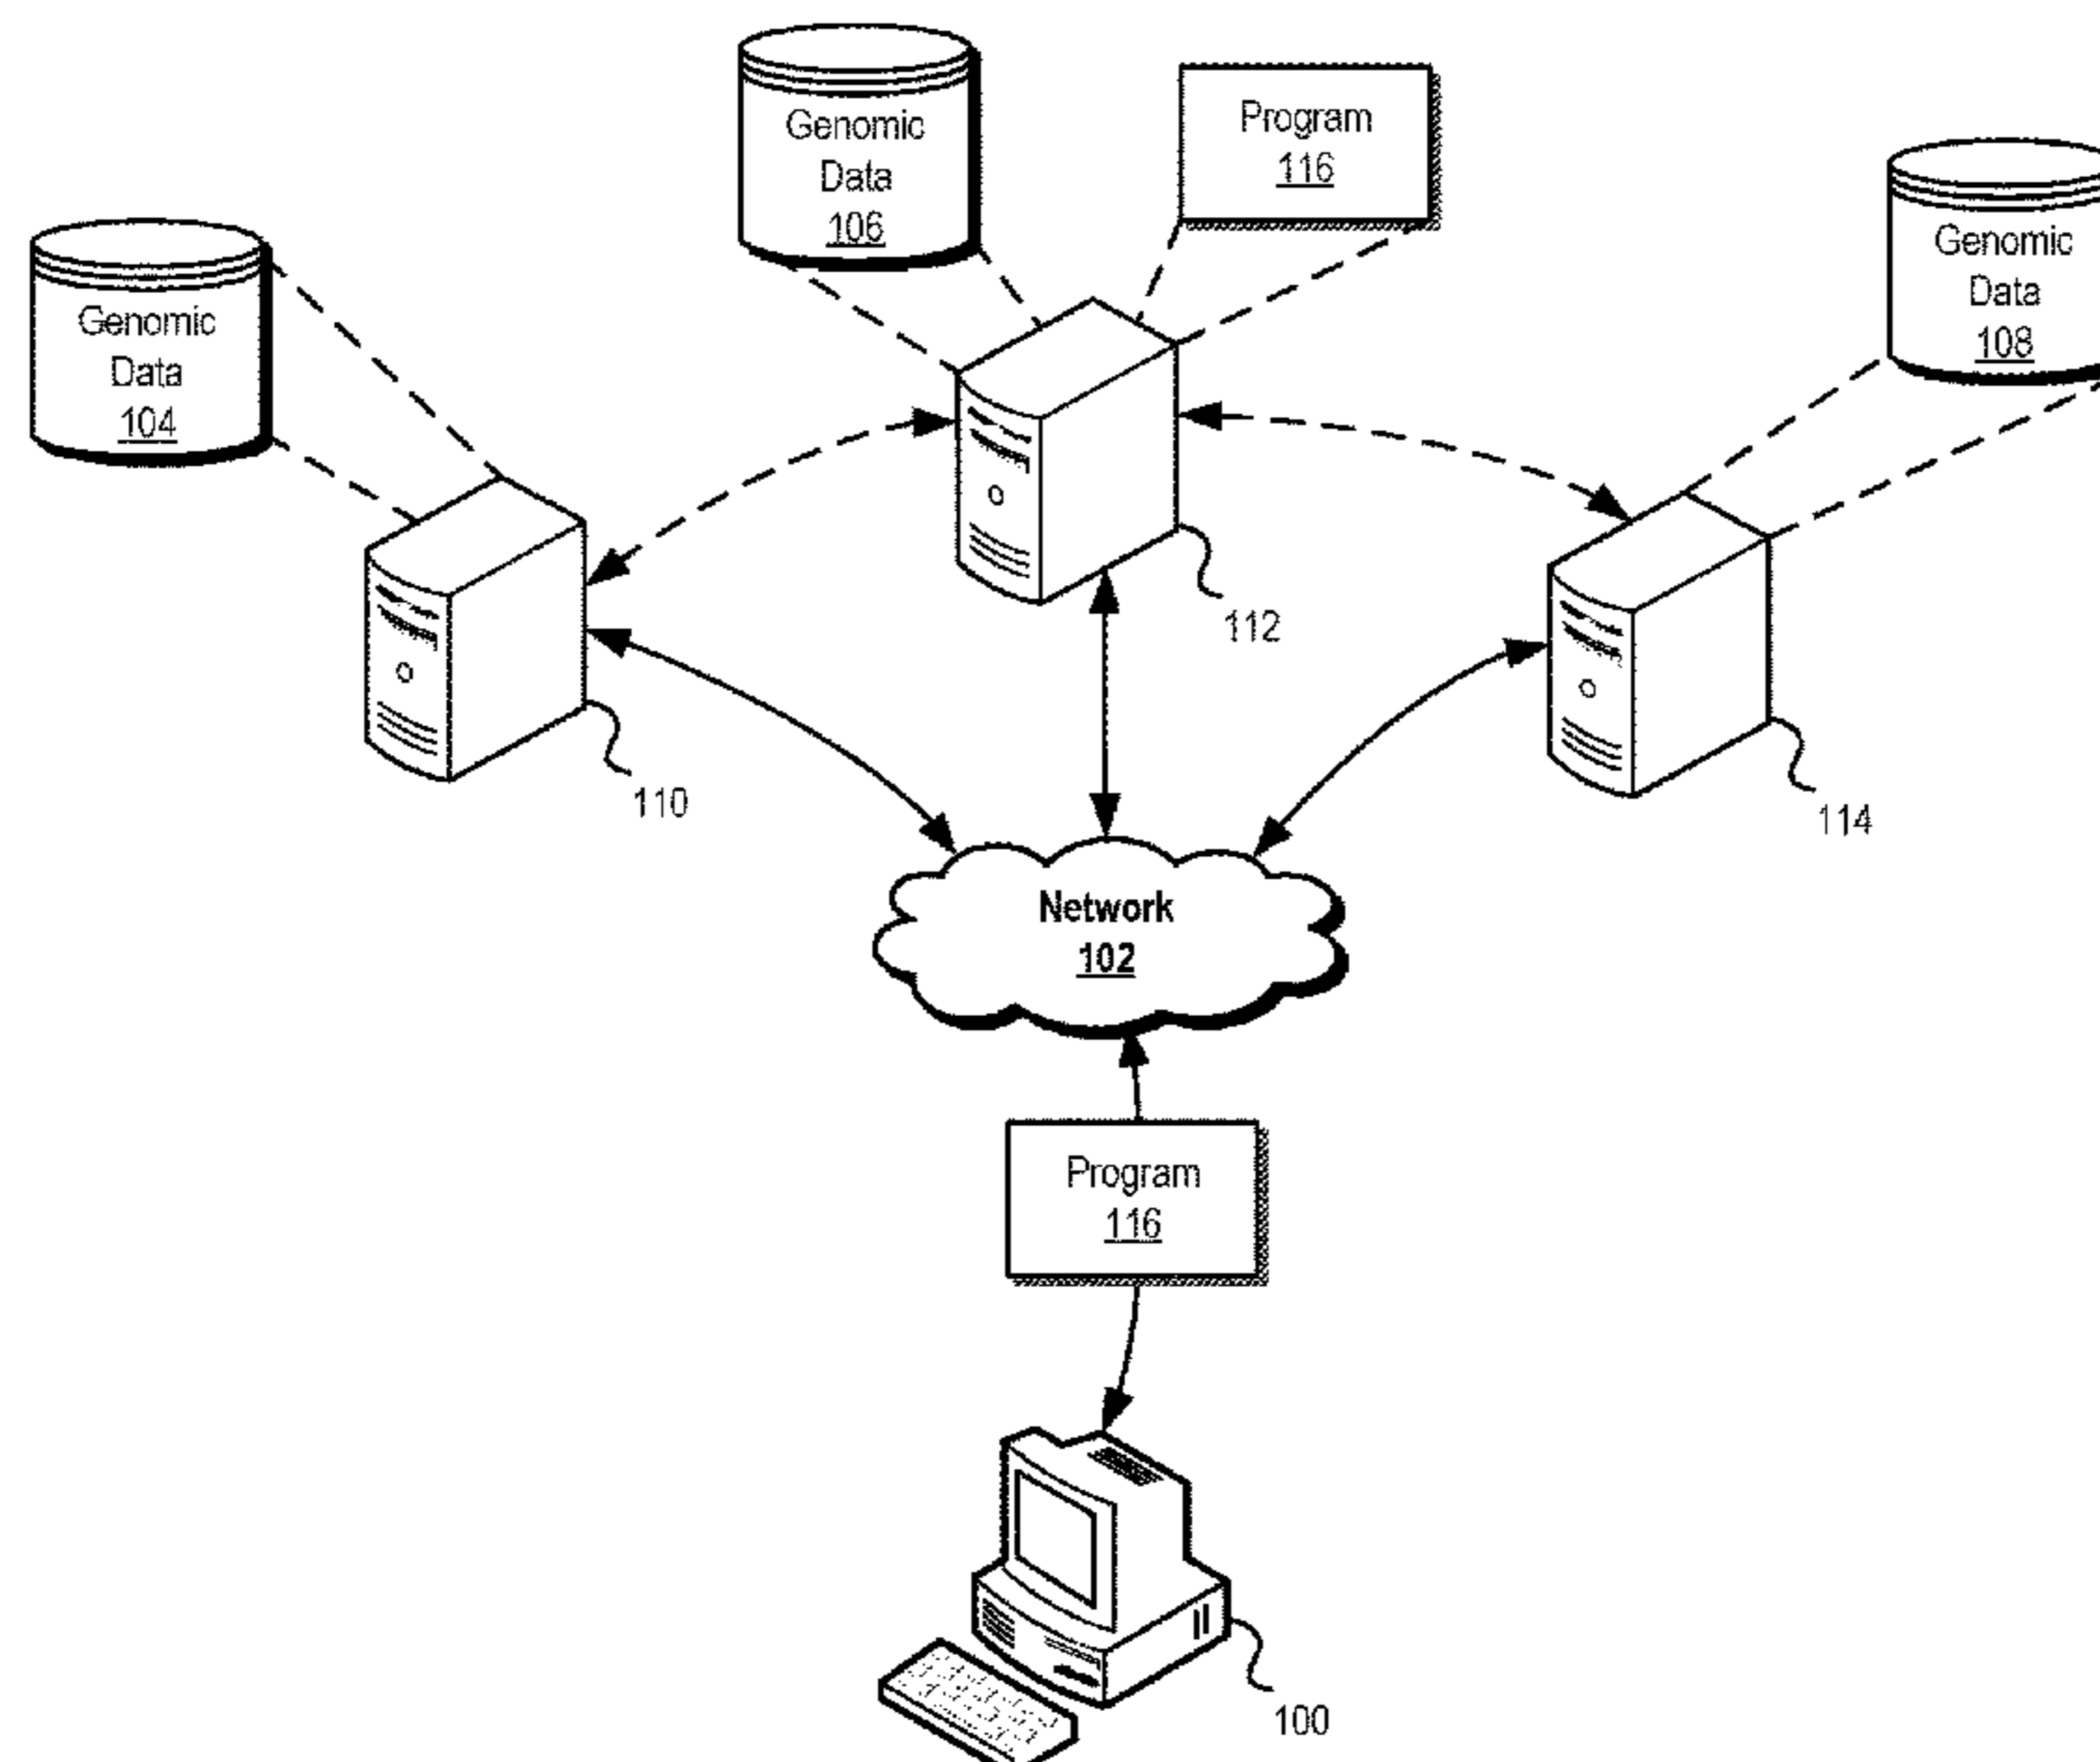 Genomic
Data
106
Program
116
Genomic
Data
108
Genomic
Data
104
112
110
114
Network
102
Program
116
100